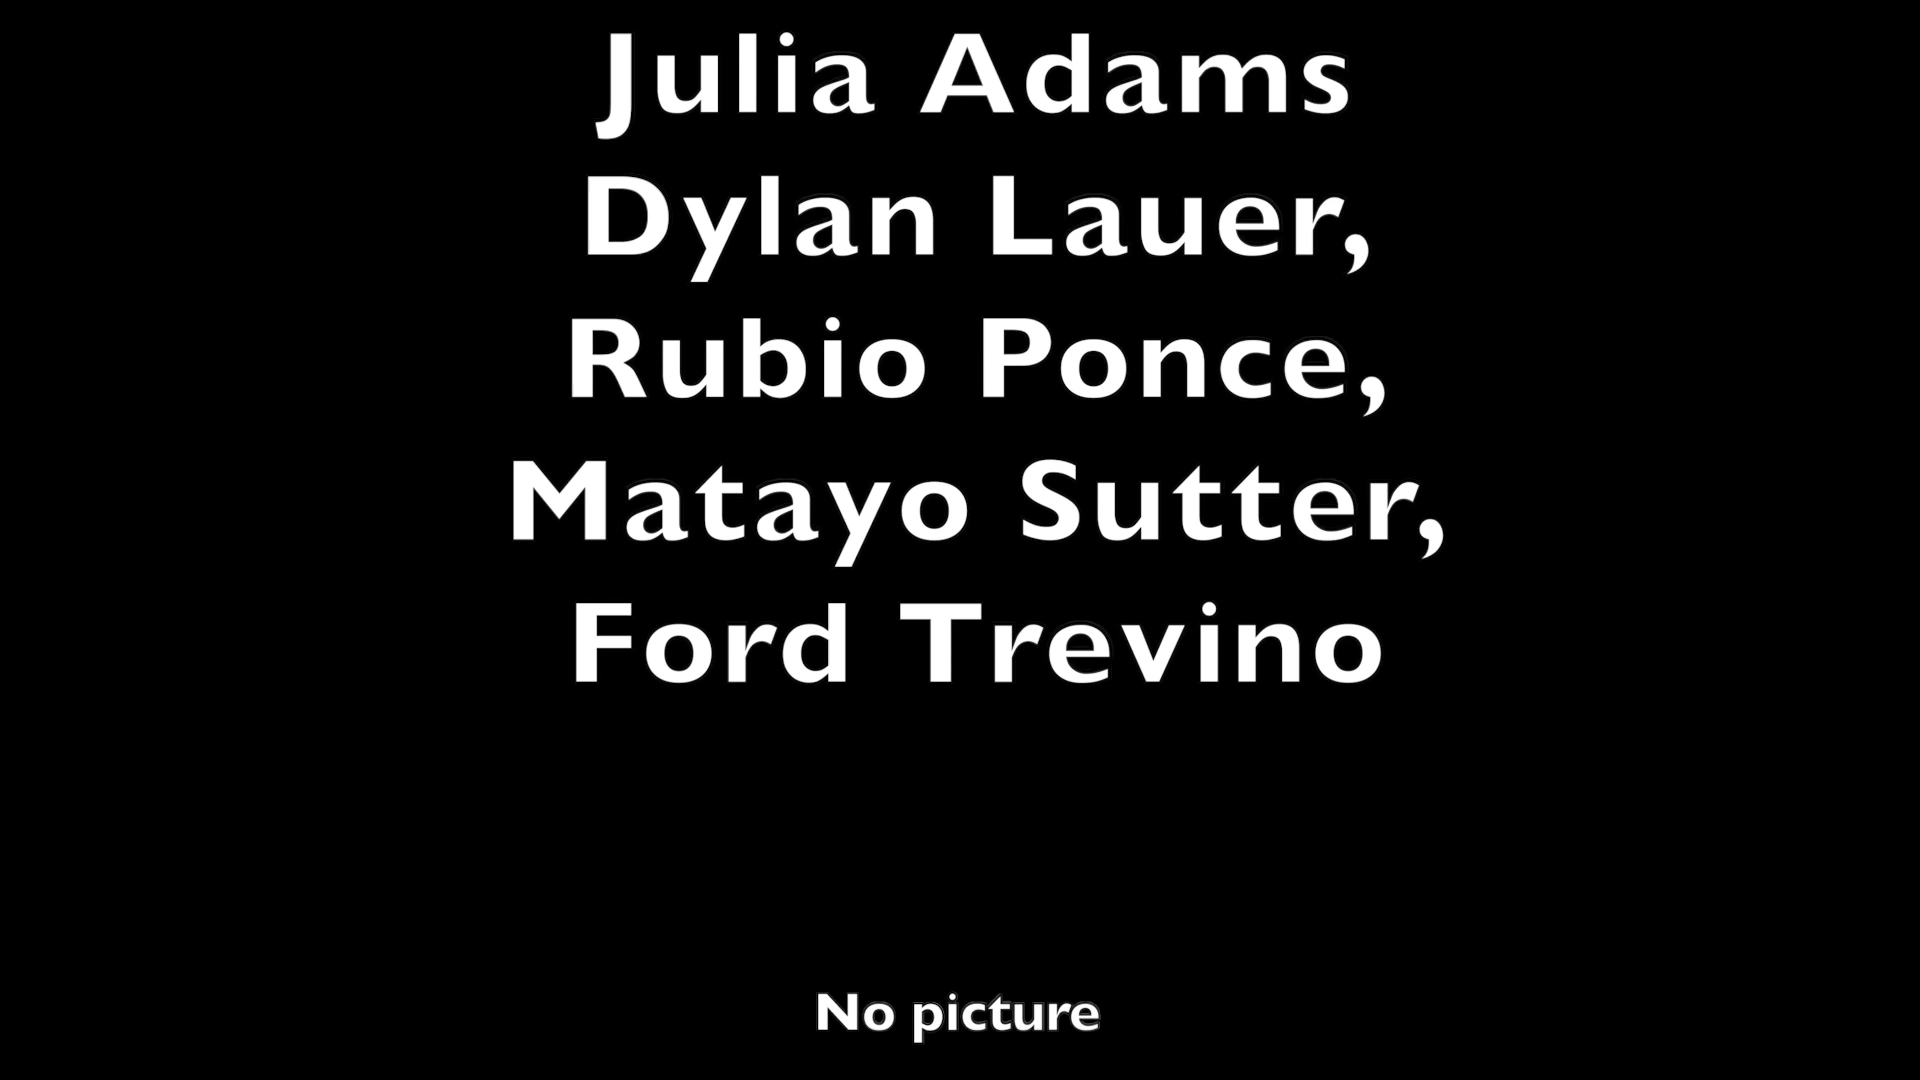 Julia Adams
Dylan Lauer,
Rubio Ponce,
Matayo Sutter,
Ford Trevino
No picture